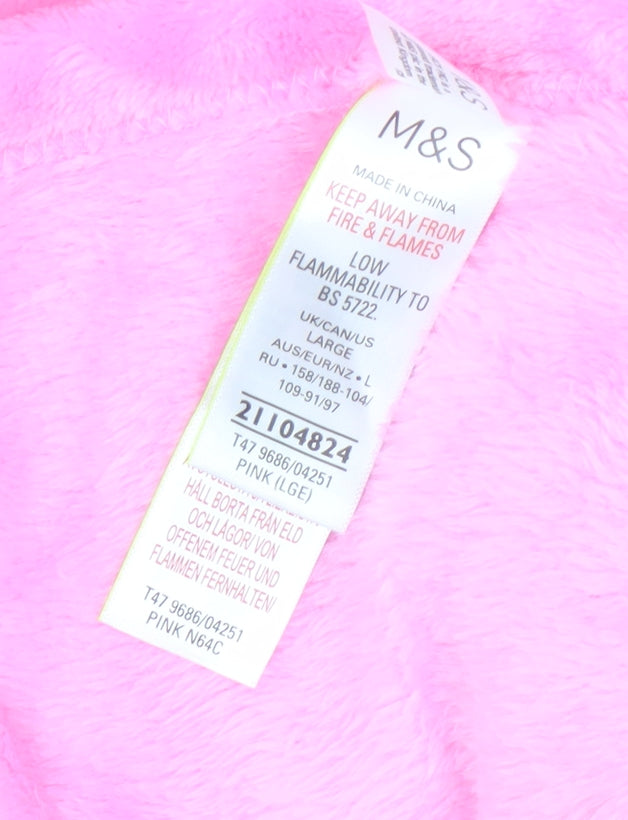 M&S
MADE IN CHINA
KEEP AWAY FROM
FIRE & FLAMES
LOW
FLAMMABILITY TO
BS 5722.
UK/CAN/US
LARGE
AUS/EUR/NZ • L
RU • 158/188-104/
109-91/97
21104824
T47 9686/04251
PINK (LGE)
HÅLL BORTA FRÅN ELD
OCH LÅGOR/ VON
OFFENEM FEUER UND
FLAMMEN FERNHALTEN/
T47 9686/04251
PINK N64C